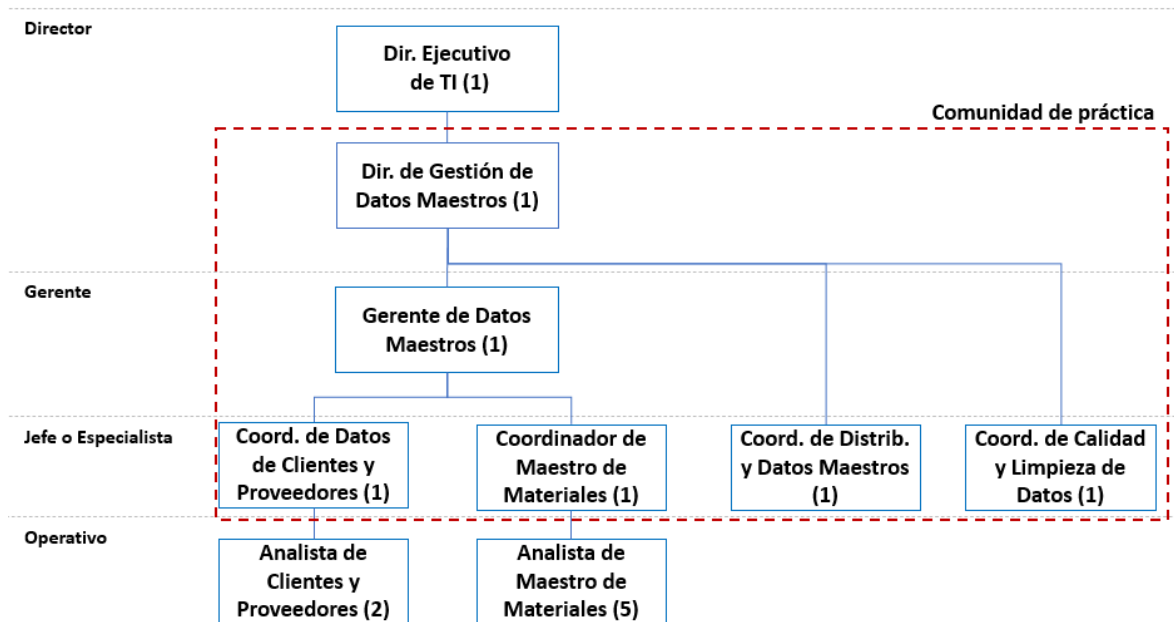 Director
Dir. Ejecutivo
de TI (1)
Comunidad de práctica
Dir. de Gestión de
Datos Maestros (1)
Gerente
Gerente de Datos
Maestros (1)
Jefe o Especialista
Coord. de Datos
de Clientes y
Proveedores (1)
Coordinador de
Maestro de
Materiales (1)
Coord. de Distrib.
y Datos Maestros
(1)
Coord. de Calidad
y Limpieza de
Datos (1)
Operativo
Analista de
Clientes y
Proveedores (2)
Analista de
Maestro de
Materiales (5)